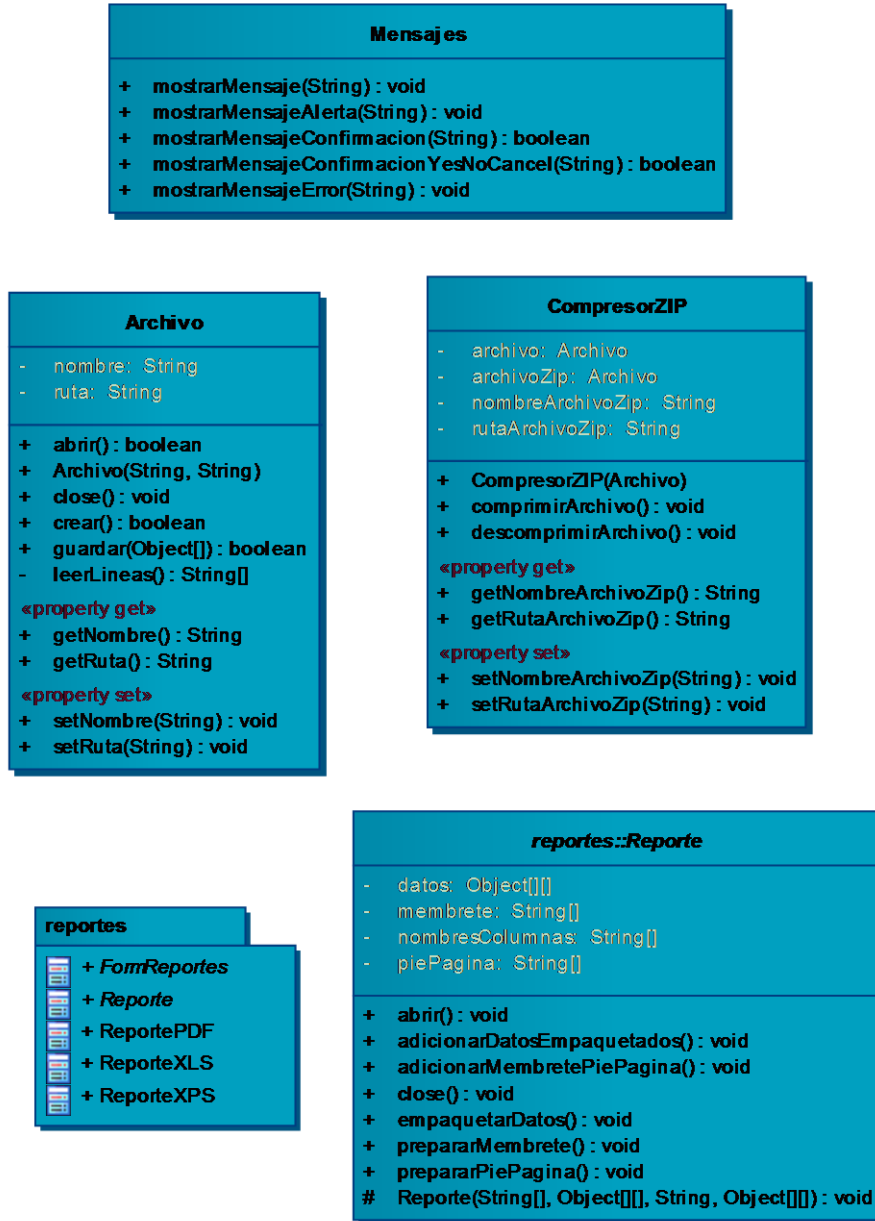 Mensajes
+ mostrarMensaje(String) : void
+ mostrarMensajeAlerta(String) : void
+ mostrarMensajeConfirmacion(String) : boolean
+ mostrarMensajeConfirmacionYesNoCancel(String) : boolean
+ mostrarMensajeError(String) : void
Archivo
- nombre: String
- ruta: String
+ abrir() : boolean
+ Archivo(String, String)
+ close() : void
+ crear() : boolean
+ guardar(Object[]) : boolean
- leerLineas() : String[]
«property get»
+ getNombre() : String
+ getRuta() : String
«property set»
+ setNombre(String) : void
+ setRuta(String) : void
CompresorZIP
- archivo: Archivo
- archivoZip: Archivo
- nombreArchivoZip: String
- rutaArchivoZip: String
+ CompresorZIP(Archivo)
+ comprimirArchivo() : void
+ descomprimirArchivo() : void
«property get»
+ getNombreArchivoZip() : String
+ getRutaArchivoZip() : String
«property set»
+ setNombreArchivoZip(String) : void
+ setRutaArchivoZip(String) : void
reportes
+ FormReportes
+ Reporte
+ ReportePDF
+ ReporteXLS
+ ReporteXPS
reportes::Reporte
- datos: Object[][]
- membrete: String[]
- nombresColumnas: String[]
- piePagina: String[]
+ abrir() : void
+ adicionarDatosEmpaquetados() : void
+ adicionarMembretePiePagina() : void
+ close() : void
+ empaquetarDatos() : void
+ prepararMembrete() : void
+ prepararPiePagina() : void
# Reporte(String[], Object[][], String, Object[][]) : void